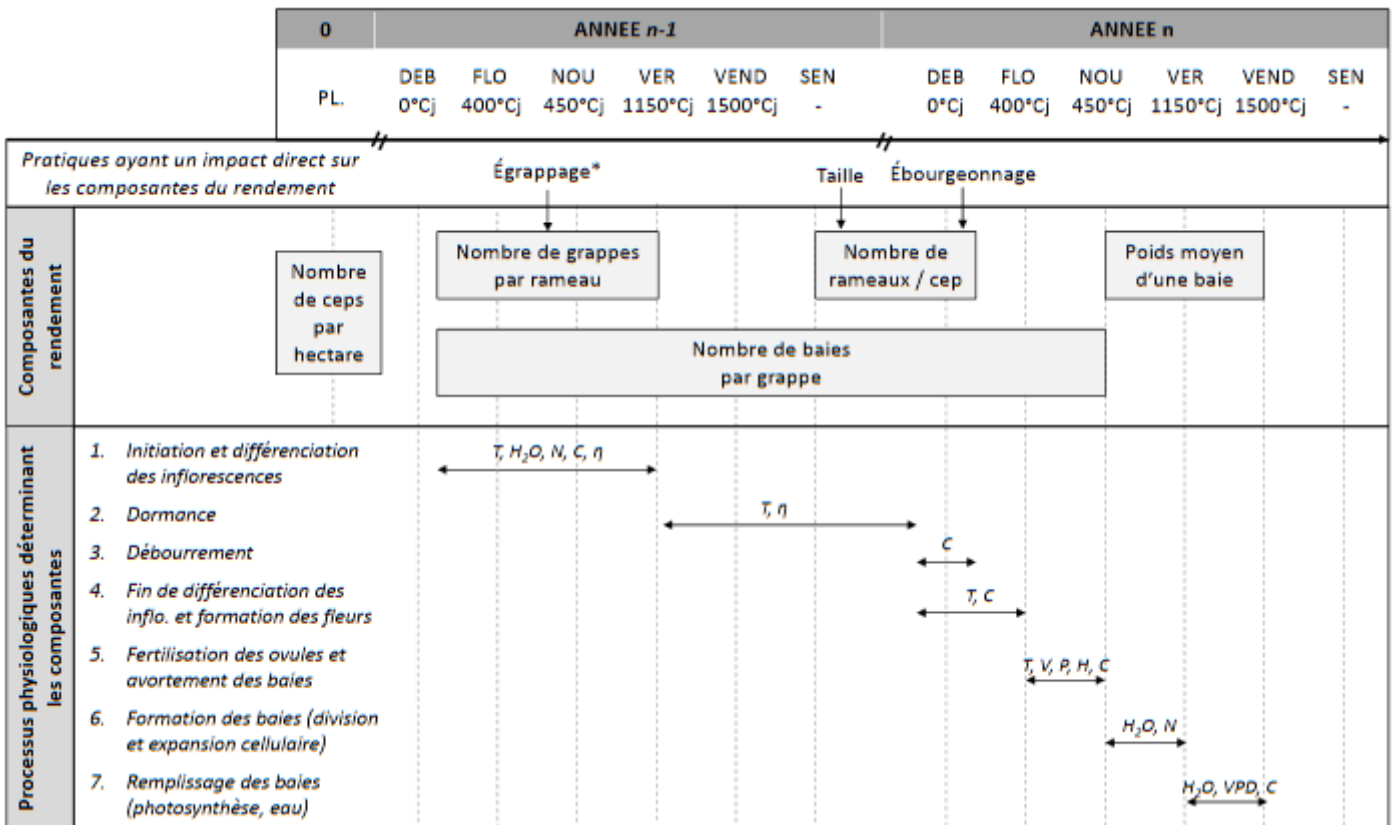 0 ANNEE n-1 ANNEE n
PL. DEB FLO NOU VER VEND SEN DEB FLO NOU VER VEND SEN
0°Cj 400°Cj 450°Cj 1150°Cj 1500°Cj - 0°Cj 400°Cj 450°Cj 1150°Cj 1500°Cj -
Pratiques ayant un impact direct sur
les composantes du rendement
Égrappage*
Taille
Ébourgeonnage
Composantes du
rendement
Nombre
de ceps
par
hectare
Nombre de grappes
par rameau
Nombre de
rameaux / cep
Poids moyen
d'une baie
Nombre de baies
par grappe
Processus physiologiques déterminant
les composantes
1. Initiation et différenciation
des inflorescences
T, H₂O, N, C, η
2. Dormance
T, η
3. Débourrement
C
4. Fin de différenciation des
inflo. et formation des fleurs
T, C
5. Fertilisation des ovules et
avortement des baies
T, V, P, H, C
6. Formation des baies (division
et expansion cellulaire)
H₂O, N
7. Remplissage des baies
(photosynthèse, eau)
H₂O, VPD, C